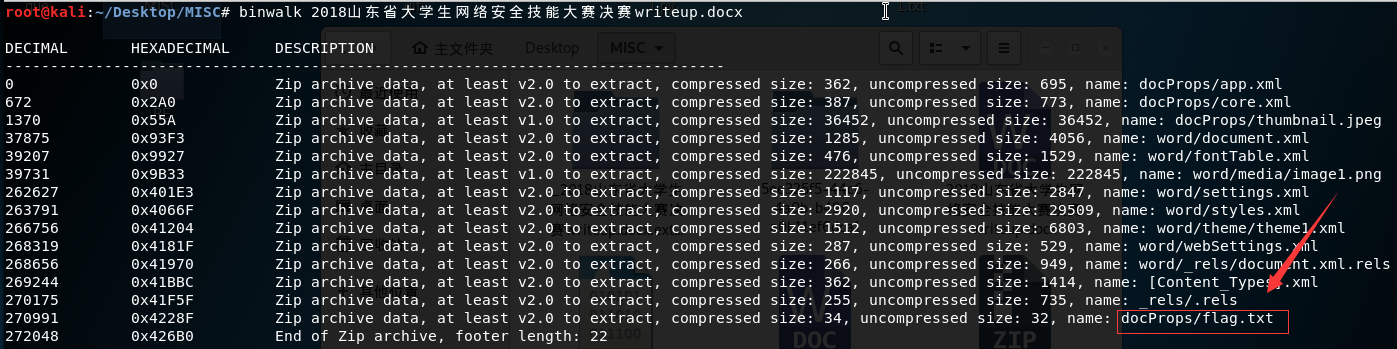 root@kali:~/Desktop/MISC# binwalk 2018山东省大学生网络安全技能大赛决赛writeup.docx
主文件夹 Desktop MISC
DECIMAL HEXADECIMAL DESCRIPTION
--------------------------------------------------------------------------------
0 0x0 Zip archive data, at least v2.0 to extract, compressed size: 362, uncompressed size: 695, name: docProps/app.xml
672 0x2A0 Zip archive data, at least v2.0 to extract, compressed size: 387, uncompressed size: 773, name: docProps/core.xml
1370 0x55A Zip archive data, at least v1.0 to extract, compressed size: 36452, uncompressed size: 36452, name: docProps/thumbnail.jpeg
37875 0x93F3 Zip archive data, at least v2.0 to extract, compressed size: 1285, uncompressed size: 4056, name: word/document.xml
39207 0x9927 Zip archive data, at least v2.0 to extract, compressed size: 476, uncompressed size: 1529, name: word/fontTable.xml
39731 0x9B33 Zip archive data, at least v1.0 to extract, compressed size: 222845, uncompressed size: 222845, name: word/media/image1.png
262627 0x401E3 Zip archive data, at least v2.0 to extract, compressed size: 1117, uncompressed size: 2847, name: word/settings.xml
263791 0x4066F Zip archive data, at least v2.0 to extract, compressed size: 2920, uncompressed size: 29509, name: word/styles.xml
266756 0x41204 Zip archive data, at least v2.0 to extract, compressed size: 1512, uncompressed size: 6803, name: word/theme/theme1.xml
268319 0x4181F Zip archive data, at least v2.0 to extract, compressed size: 287, uncompressed size: 529, name: word/webSettings.xml
268656 0x41970 Zip archive data, at least v2.0 to extract, compressed size: 266, uncompressed size: 949, name: word/_rels/document.xml.rels
269244 0x41BBC Zip archive data, at least v2.0 to extract, compressed size: 362, uncompressed size: 1414, name: [Content_Types].xml
270175 0x41F5F Zip archive data, at least v2.0 to extract, compressed size: 255, uncompressed size: 735, name: _rels/.rels
270991 0x4228F Zip archive data, at least v2.0 to extract, compressed size: 34, uncompressed size: 32, name: docProps/flag.txt
272048 0x426B0 End of Zip archive, footer length: 22
DOC ZIP